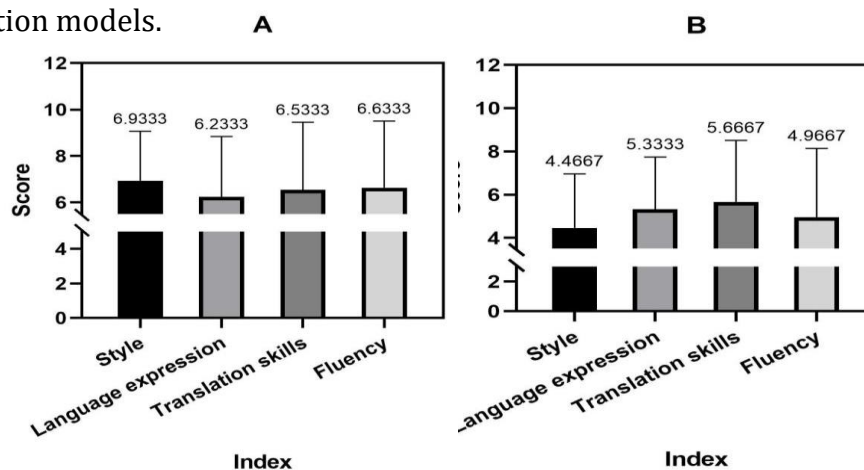 tion models.
A
12
10
8
6
4
2
0
Score
6.9333
6.2333
6.5333
6.6333
Style
Language expression
Translation skills
Fluency
Index
B
12
10
8
6
4
2
0
4.4667
5.3333
5.6667
4.9667
Style
anguage expression
Translation skills
Fluency
Index